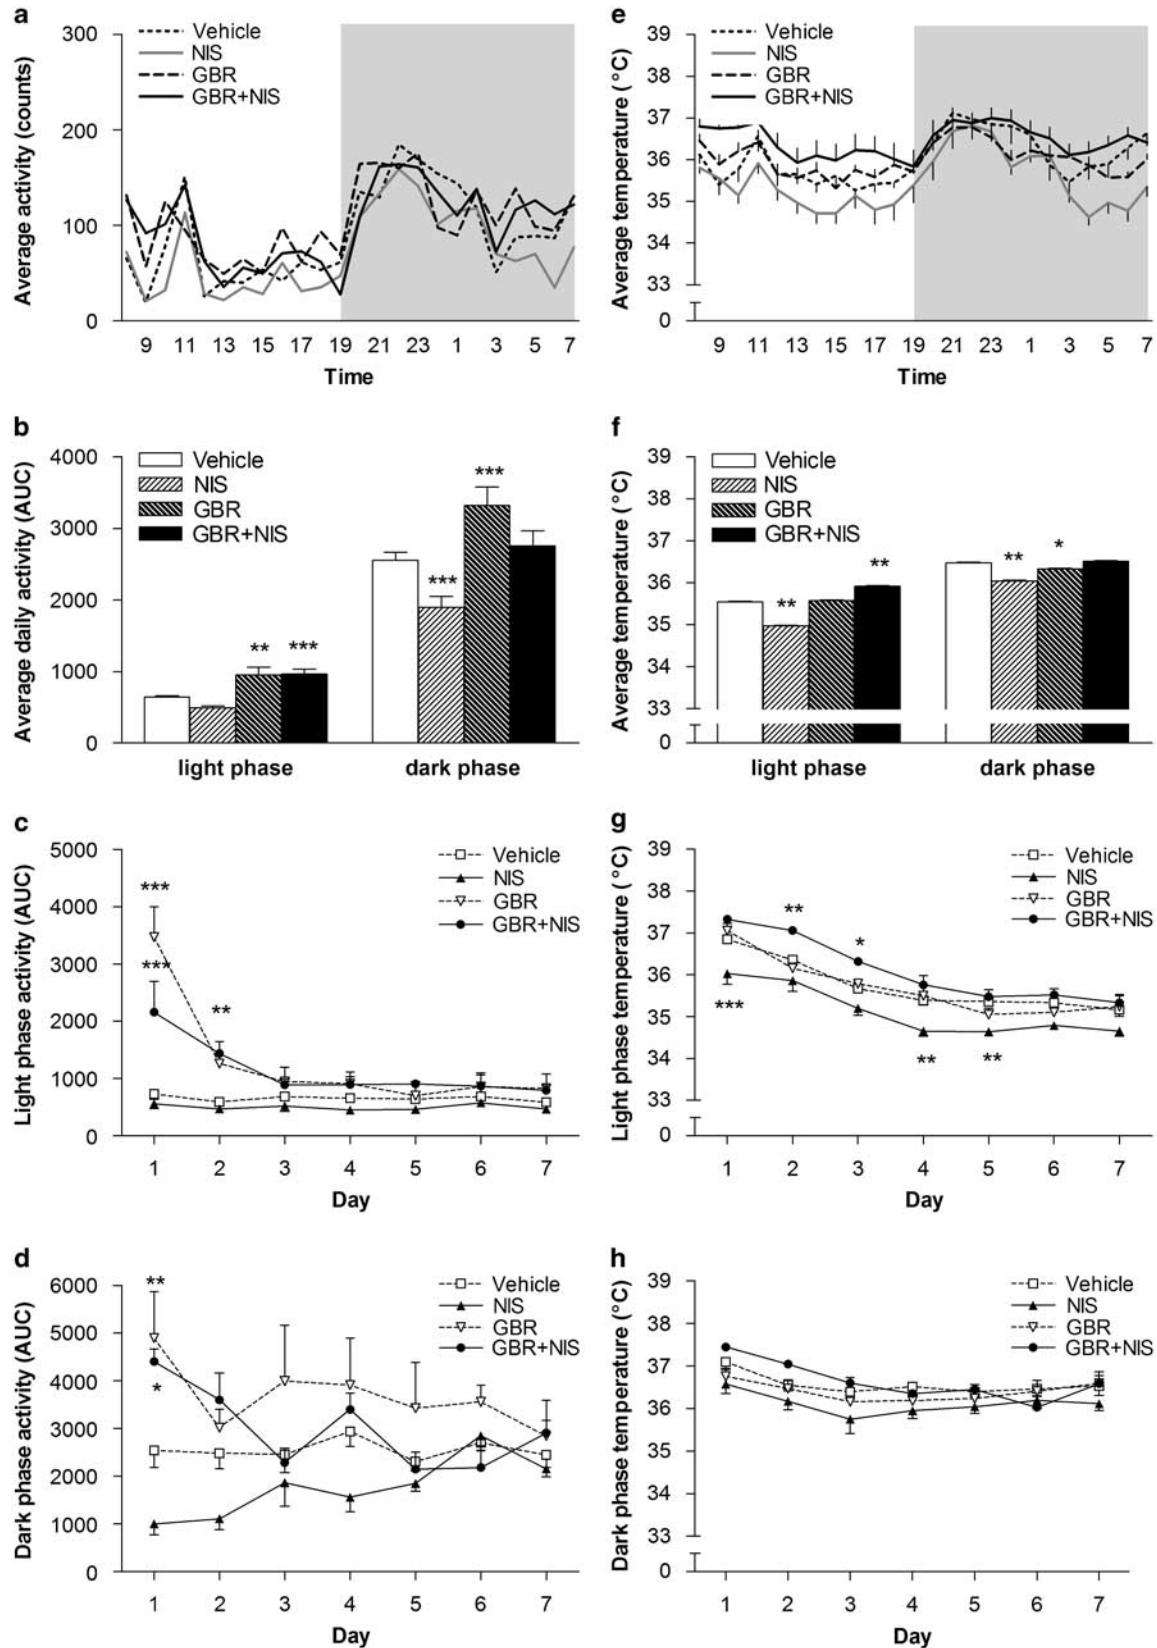 a
Average activity (counts)
300
200
100
0
Vehicle
NIS
GBR
GBR+NIS
9 11 13 15 17 19 21 23 1 3 5 7
Time
e
Average temperature (°C)
39
38
37
36
35
34
33
0
Vehicle
NIS
GBR
GBR+NIS
9 11 13 15 17 19 21 23 1 3 5 7
Time
b
Average daily activity (AUC)
4000
3000
2000
1000
0
Vehicle
NIS
GBR
GBR+NIS
***
***
** ***
light phase dark phase
f
Average temperature (°C)
39
38
37
36
35
34
33
0
Vehicle
NIS
GBR
GBR+NIS
** ** ** *
light phase dark phase
c
Light phase activity (AUC)
5000
4000
3000
2000
1000
0
Vehicle
NIS
GBR
GBR+NIS
***
***
**
1 2 3 4 5 6 7
Day
g
Light phase temperature (°C)
39
38
37
36
35
34
33
0
Vehicle
NIS
GBR
GBR+NIS
**
*
***
** **
1 2 3 4 5 6 7
Day
d
Dark phase activity (AUC)
6000
5000
4000
3000
2000
1000
0
Vehicle
NIS
GBR
GBR+NIS
**
*
1 2 3 4 5 6 7
Day
h
Dark phase temperature (°C)
39
38
37
36
35
34
33
0
Vehicle
NIS
GBR
GBR+NIS
1 2 3 4 5 6 7
Day